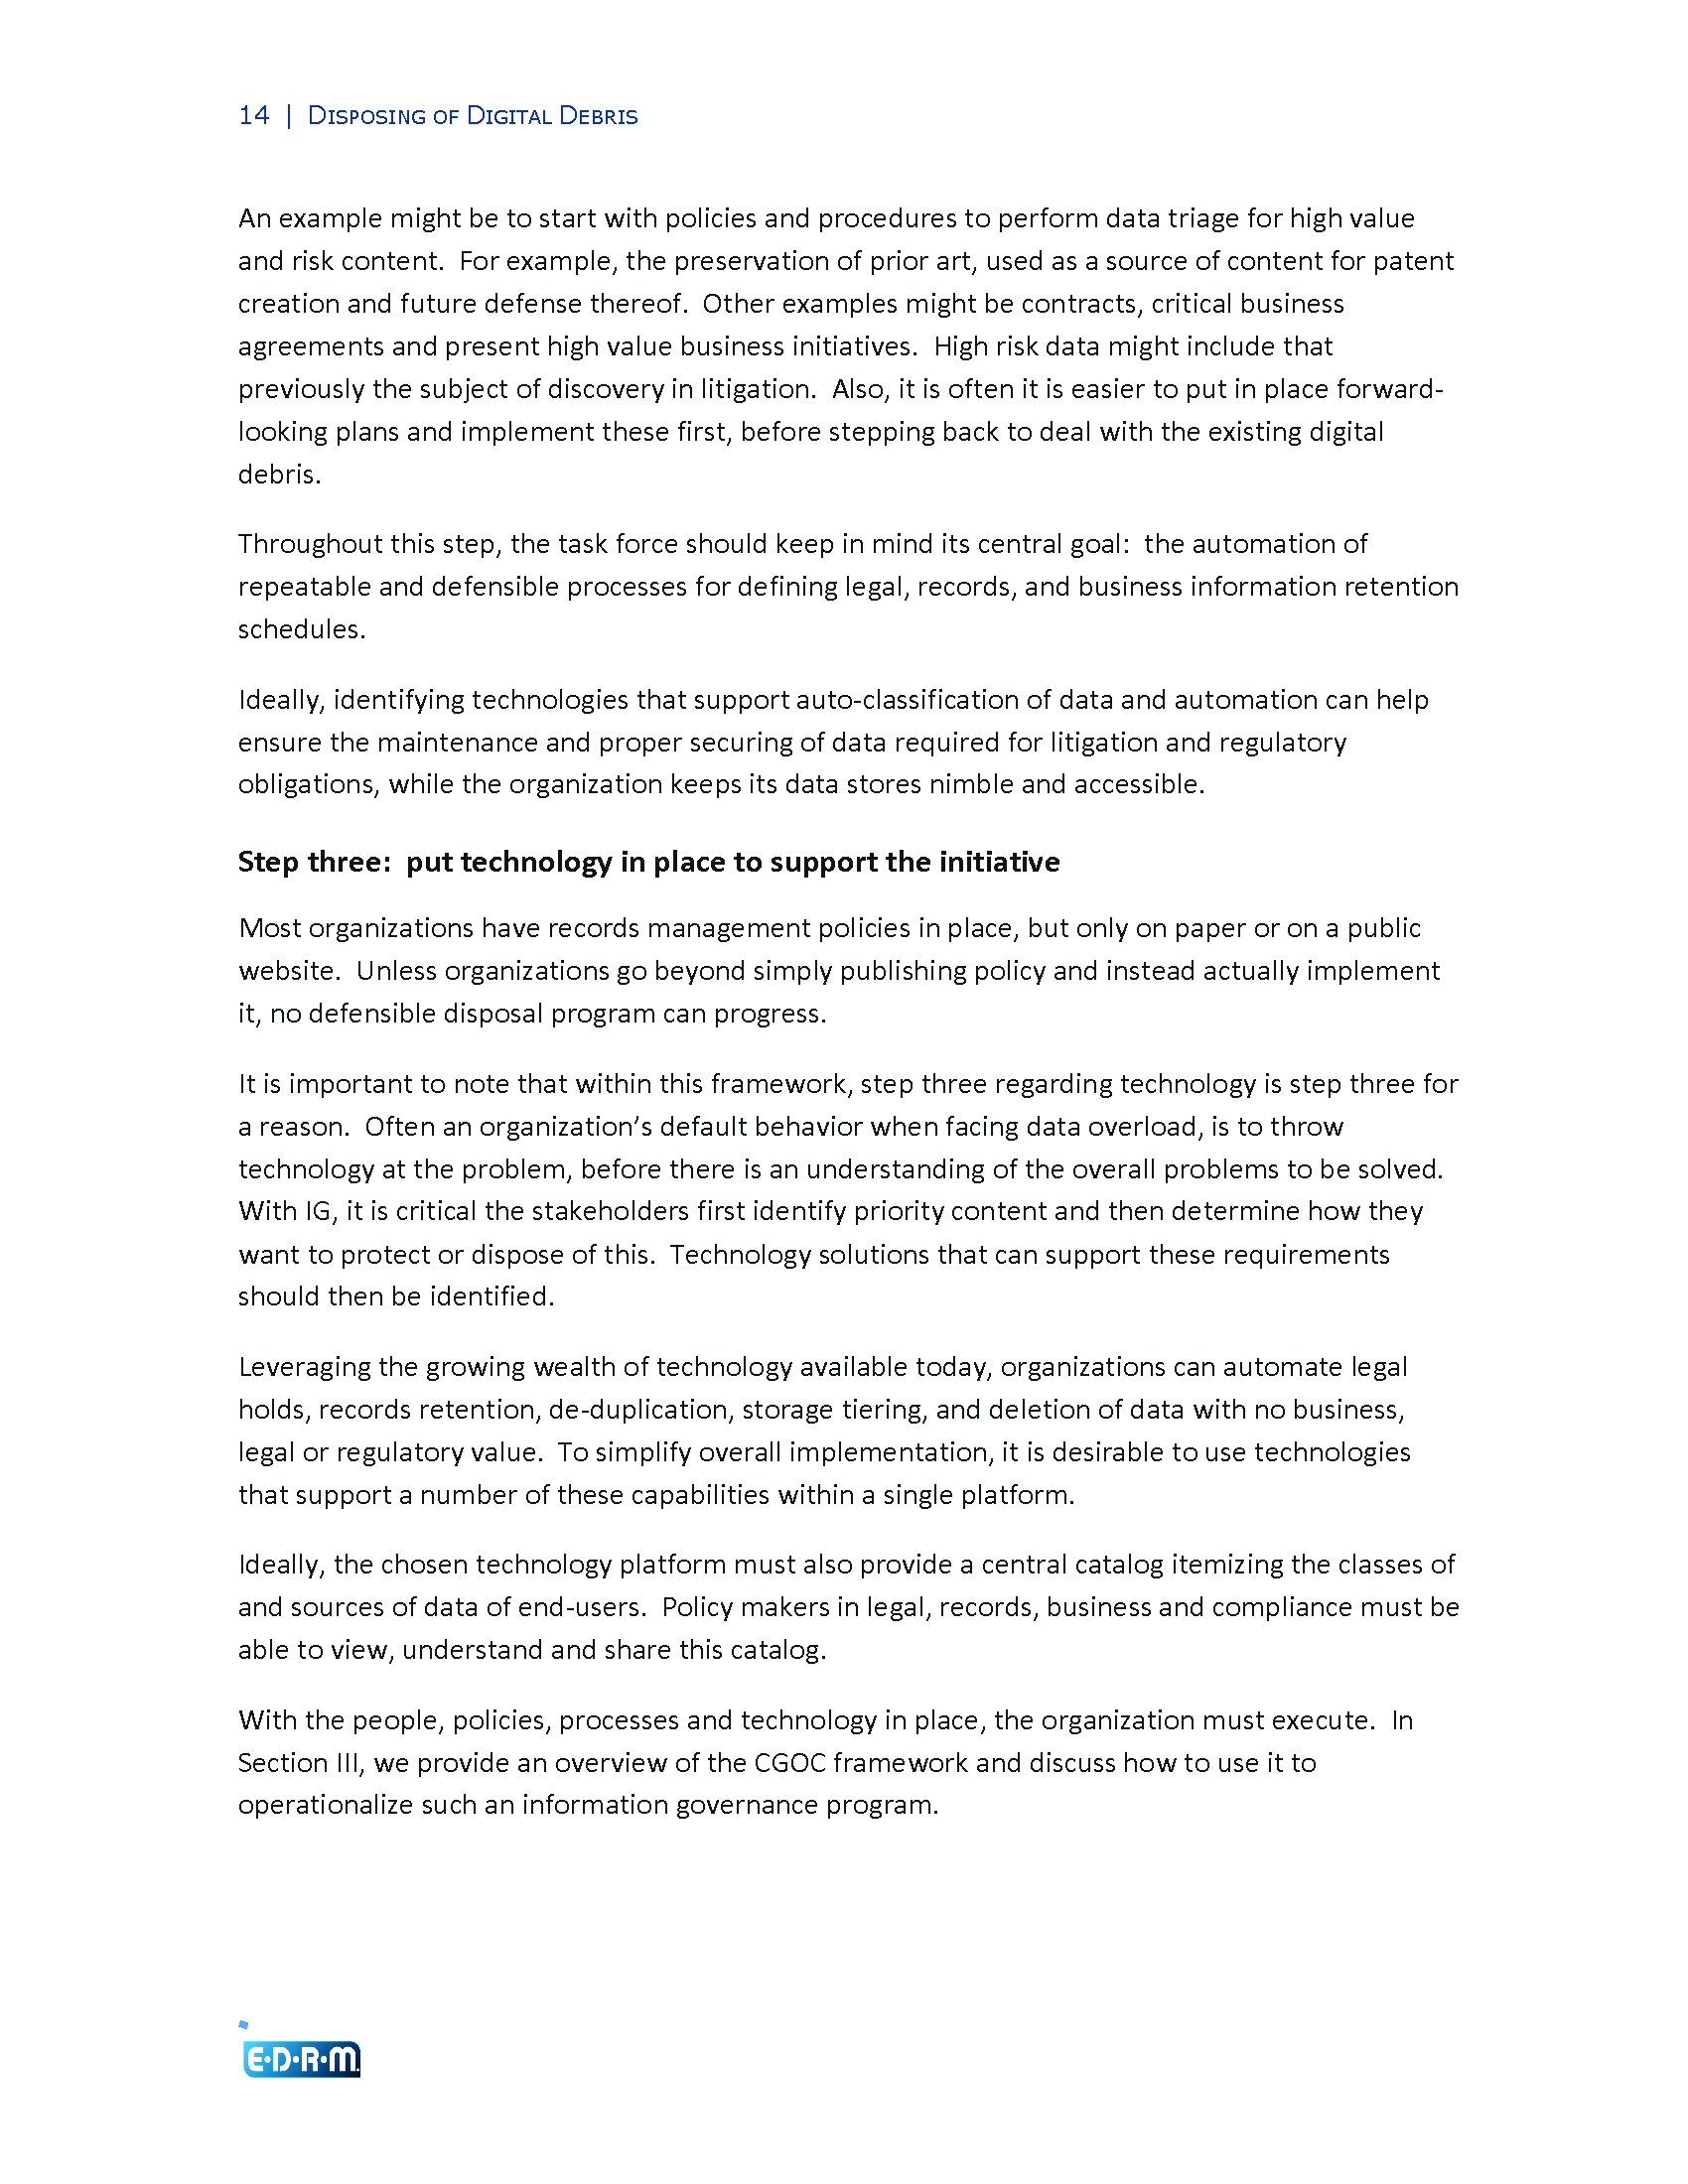 14 | Disposing of Digital Debris
An example might be to start with policies and procedures to perform data triage for high value
and risk content.  For example, the preservation of prior art, used as a source of content for patent
creation and future defense thereof.  Other examples might be contracts, critical business
agreements and present high value business initiatives.  High risk data might include that
previously the subject of discovery in litigation.  Also, it is often it is easier to put in place forward-
looking plans and implement these first, before stepping back to deal with the existing digital
debris.
Throughout this step, the task force should keep in mind its central goal:  the automation of
repeatable and defensible processes for defining legal, records, and business information retention
schedules.
Ideally, identifying technologies that support auto-classification of data and automation can help
ensure the maintenance and proper securing of data required for litigation and regulatory
obligations, while the organization keeps its data stores nimble and accessible.
Step three:  put technology in place to support the initiative
Most organizations have records management policies in place, but only on paper or on a public
website.  Unless organizations go beyond simply publishing policy and instead actually implement
it, no defensible disposal program can progress.
It is important to note that within this framework, step three regarding technology is step three for
a reason.  Often an organization’s default behavior when facing data overload, is to throw
technology at the problem, before there is an understanding of the overall problems to be solved.
With IG, it is critical the stakeholders first identify priority content and then determine how they
want to protect or dispose of this.  Technology solutions that can support these requirements
should then be identified.
Leveraging the growing wealth of technology available today, organizations can automate legal
holds, records retention, de-duplication, storage tiering, and deletion of data with no business,
legal or regulatory value.  To simplify overall implementation, it is desirable to use technologies
that support a number of these capabilities within a single platform.
Ideally, the chosen technology platform must also provide a central catalog itemizing the classes of
and sources of data of end-users.  Policy makers in legal, records, business and compliance must be
able to view, understand and share this catalog.
With the people, policies, processes and technology in place, the organization must execute.  In
Section III, we provide an overview of the CGOC framework and discuss how to use it to
operationalize such an information governance program.
E·D·R·M